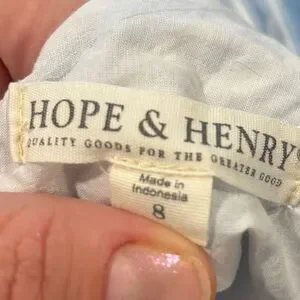 HOPE & HENRY
QUALITY GOODS FOR THE GREATER GOOD
Made in
Indonesia
8